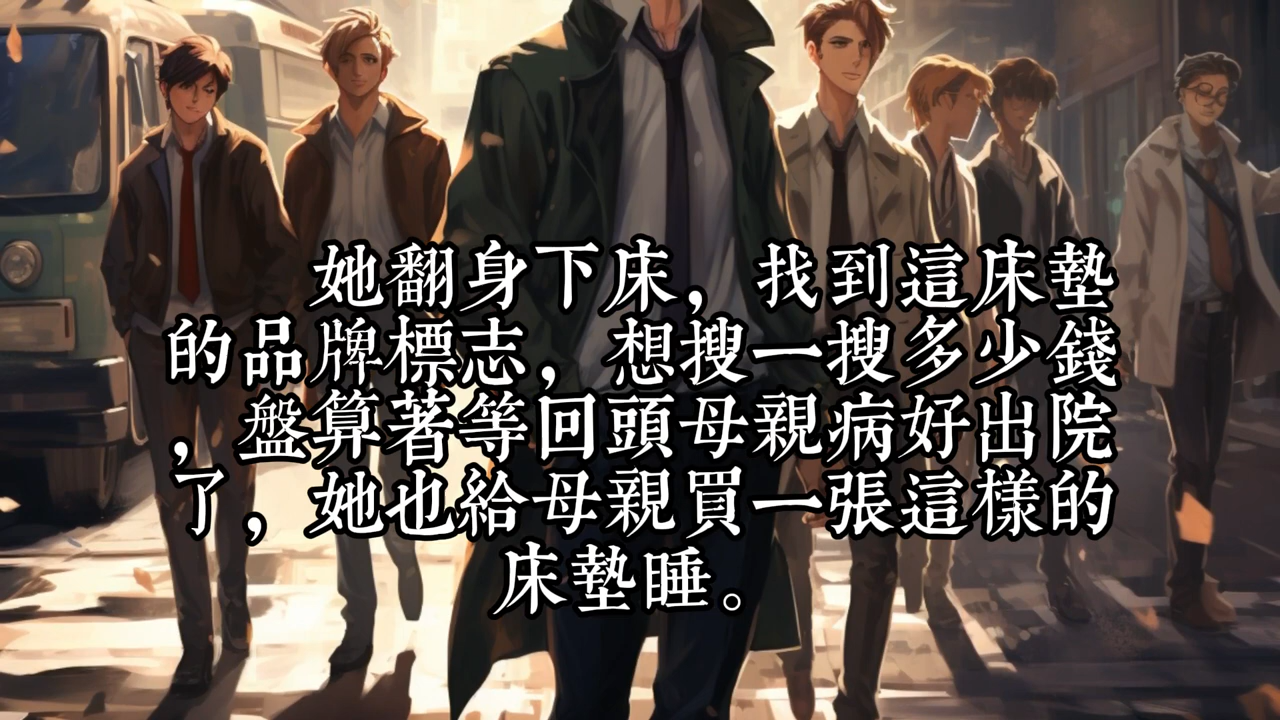 她翻身下床，找到這床墊
的品牌標志，想搜一搜多少錢
，盤算著等回頭母親病好出院
了，她也給母親買一張這樣的
床墊睡。